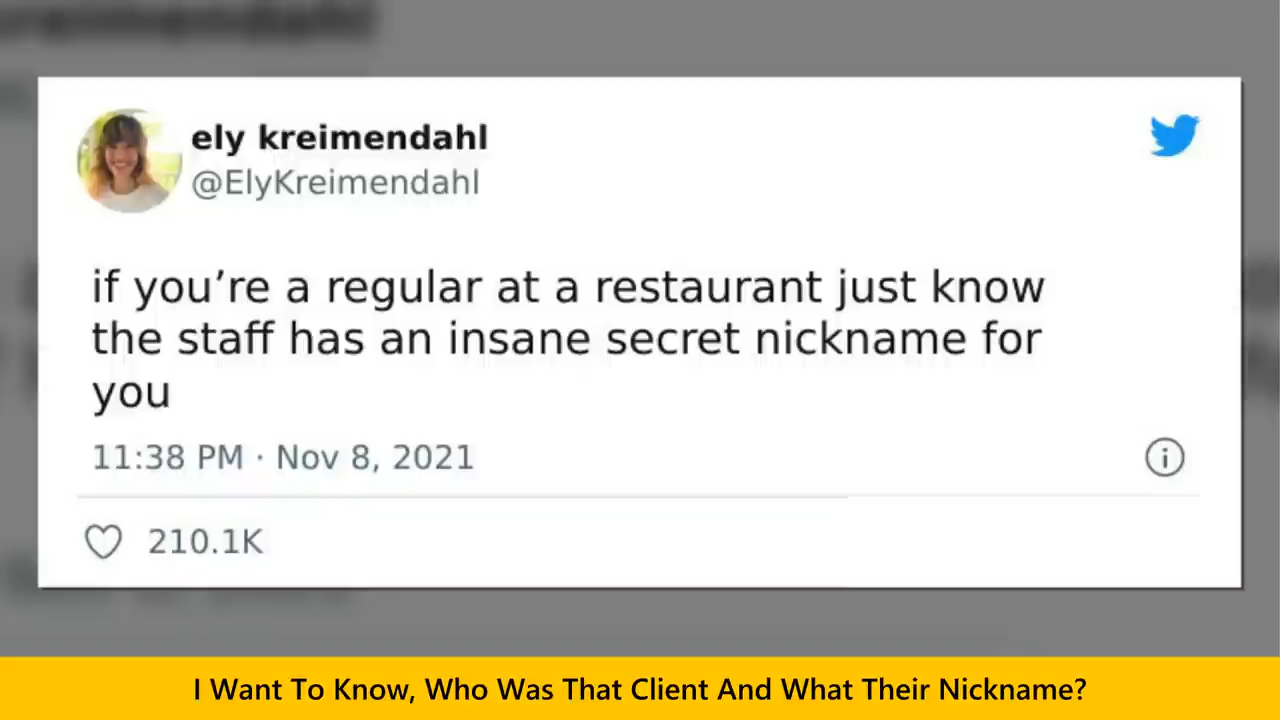 ely kreimendahl
@ElyKreimendahl
if you’re a regular at a restaurant just know
the staff has an insane secret nickname for
you
11:38 PM · Nov 8, 2021
210.1K
I Want To Know, Who Was That Client And What Their Nickname?